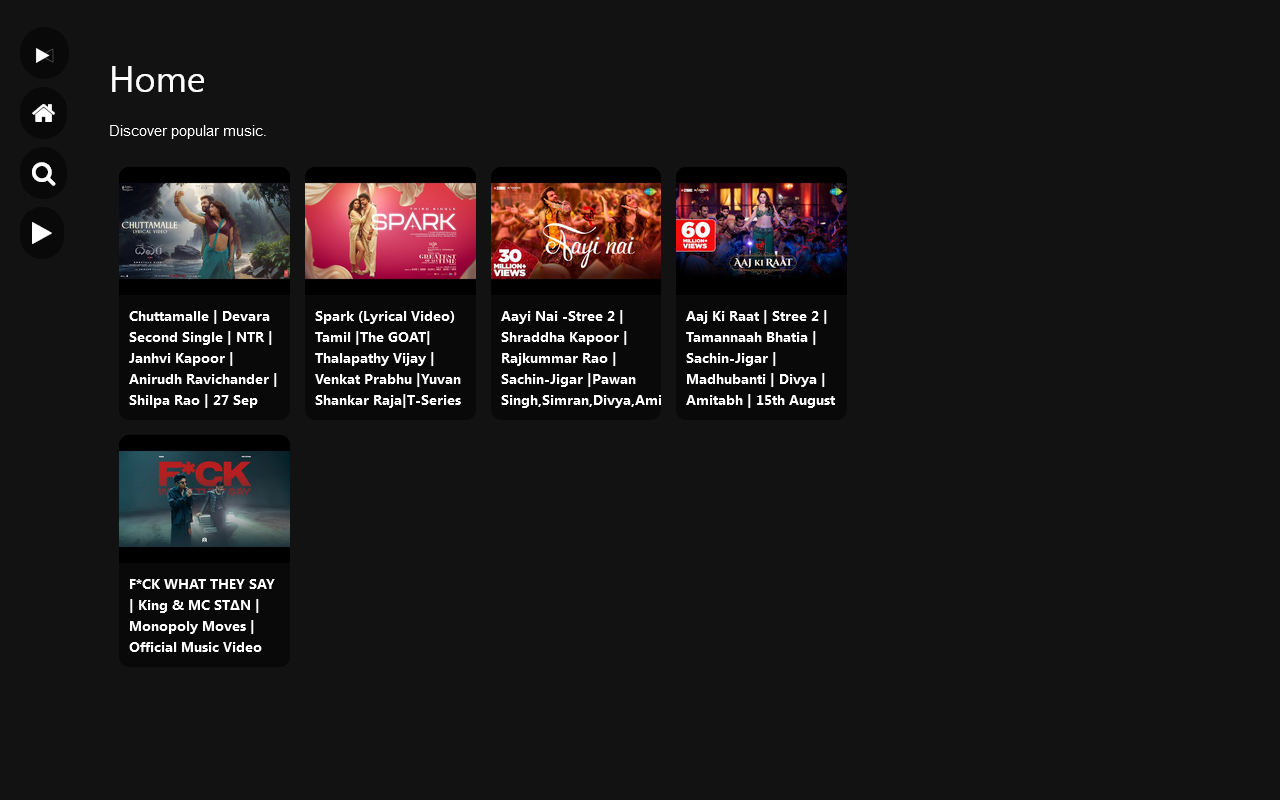 Home
Discover popular music.
CHUTTAMALLE
LYRICAL VIDEO
Chuttamalle | Devara
Second Single | NTR |
Janhvi Kapoor |
Anirudh Ravichander |
Shilpa Rao | 27 Sep
THIRD SINGLE
SPARK
THE
GREATEST
OF ALL TIME
Spark (Lyrical Video)
Tamil |The GOAT|
Thalapathy Vijay |
Venkat Prabhu |Yuvan
Shankar Raja|T-Series
Aayi nai
30
MILLION+
VIEWS
Aayi Nai -Stree 2 |
Shraddha Kapoor |
Rajkummar Rao |
Sachin-Jigar |Pawan
Singh,Simran,Divya,Ami
60
MILLION+
VIEWS
AAJ KI RAAT
Aaj Ki Raat | Stree 2 |
Tamannaah Bhatia |
Sachin-Jigar |
Madhubanti | Divya |
Amitabh | 15th August
F*CK
F*CK WHAT THEY SAY
| King & MC STΔN |
Monopoly Moves |
Official Music Video